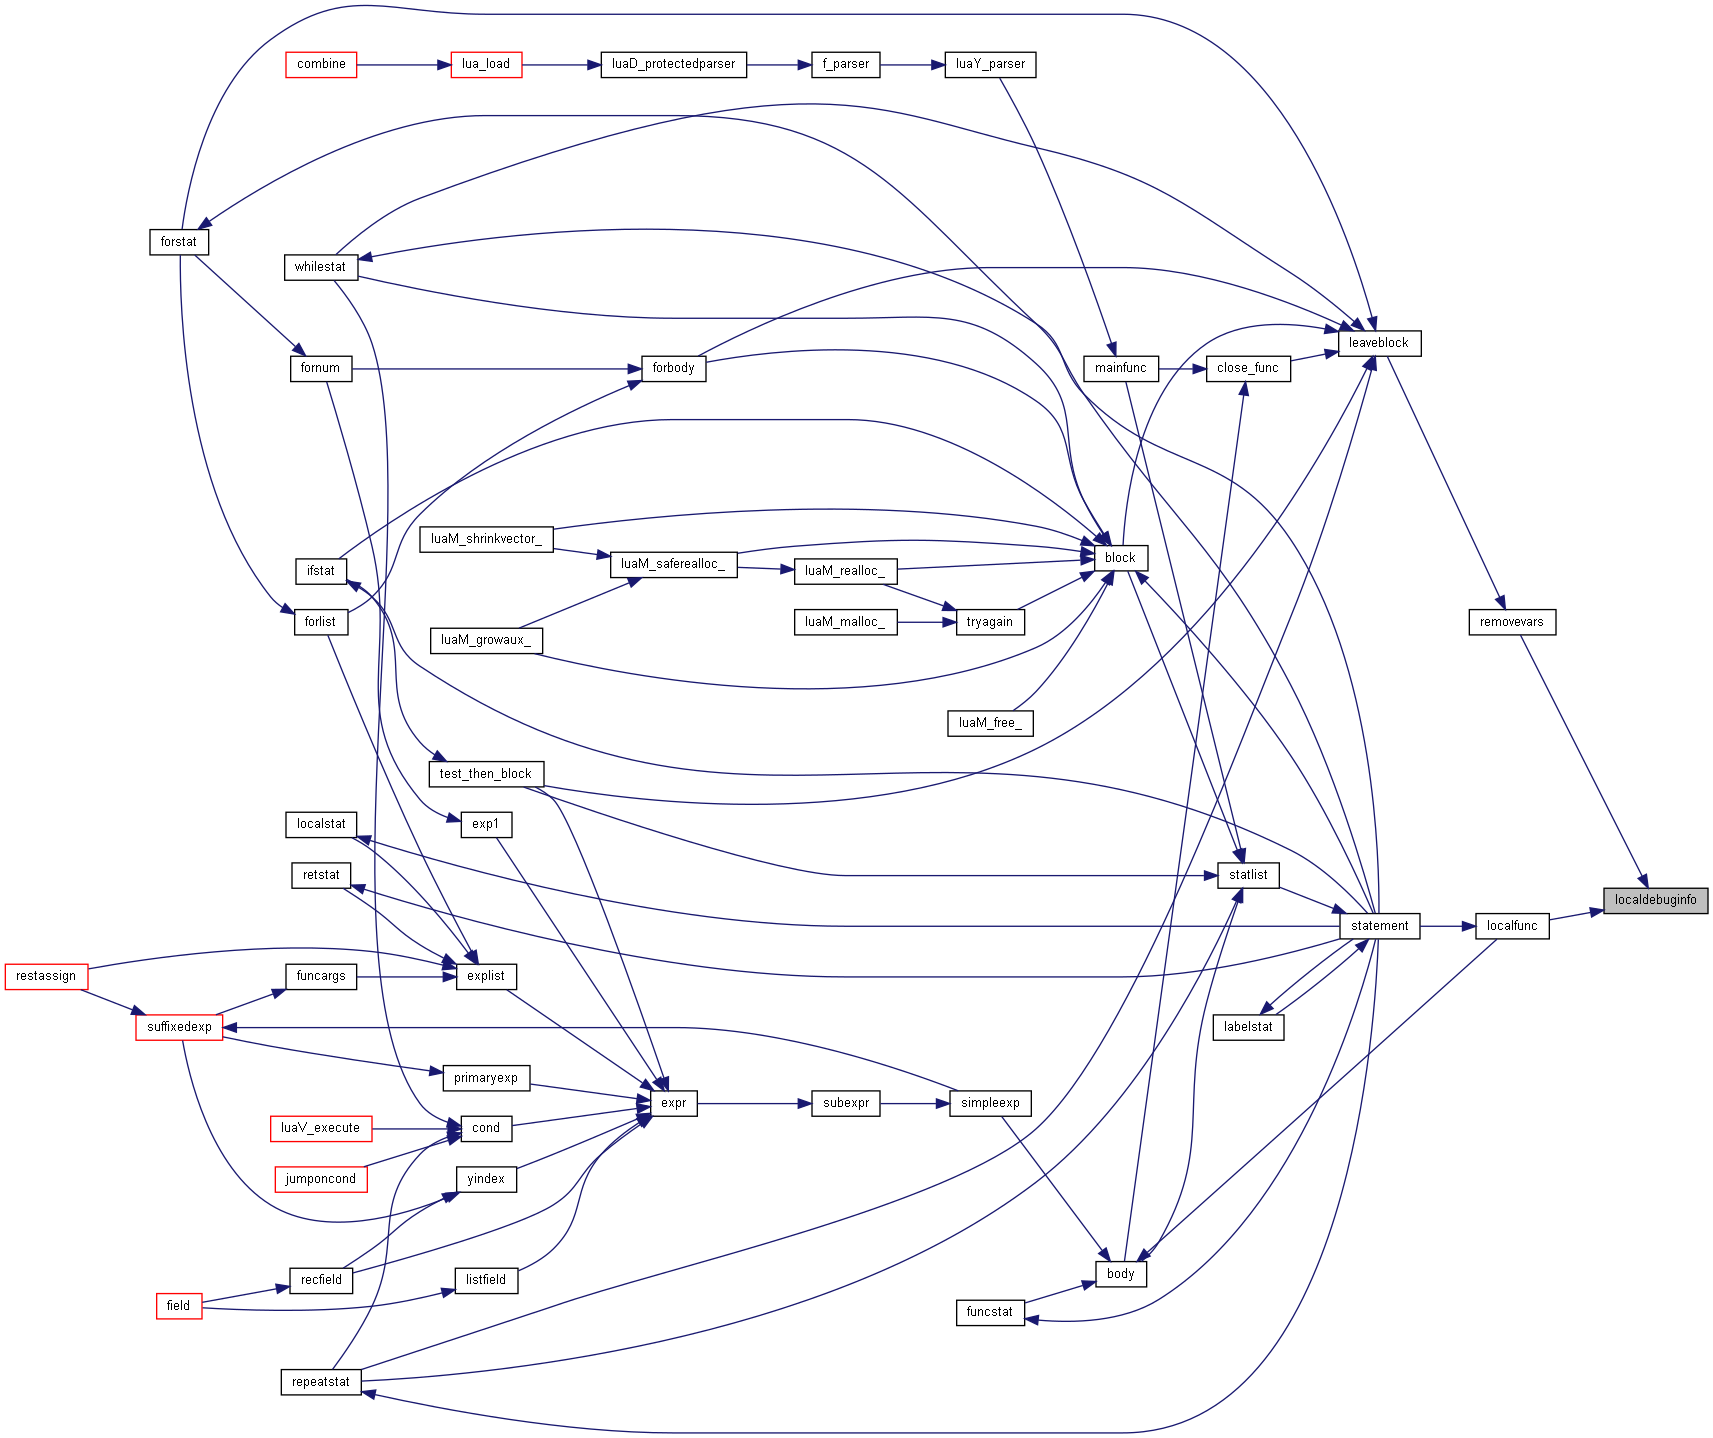 combine
lua_load
luaD_protectedparser
f_parser
luaY_parser
forstat
whilestat
leaveblock
fornum
forbody
mainfunc
close_func
luaM_shrinkvector_
block
ifstat
luaM_saferealloc_
luaM_realloc_
forlist
luaM_malloc_
tryagain
removevars
luaM_growaux_
luaM_free_
test_then_block
localstat
exp1
retstat
statlist
localdebuginfo
statement
localfunc
restassign
funcargs
explist
suffixedexp
labelstat
primaryexp
expr
subexpr
simpleexp
luaV_execute
cond
jumponcond
yindex
recfield
listfield
body
field
funcstat
repeatstat